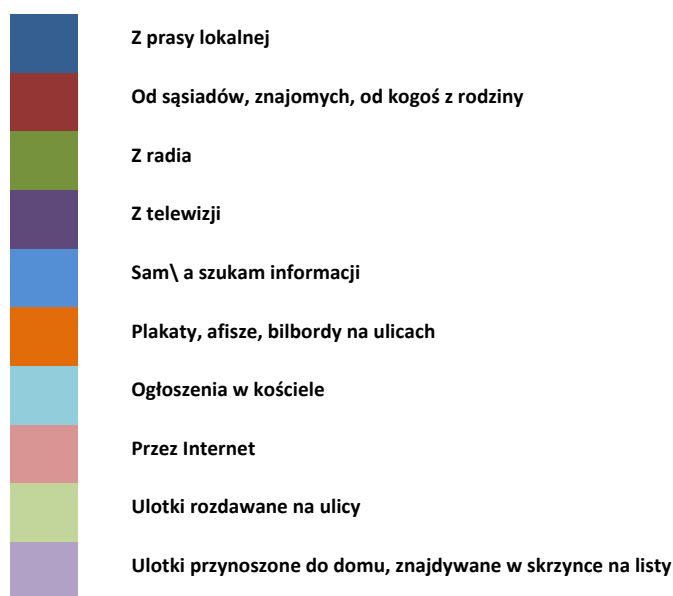 Z prasy lokalnej
Od sąsiadów, znajomych, od kogoś z rodziny
Z radia
Z telewizji
Sam\ a szukam informacji
Plakaty, afisze, bilbordy na ulicach
Ogłoszenia w kościele
Przez Internet
Ulotki rozdawane na ulicy
Ulotki przynoszone do domu, znajdywane w skrzynce na listy